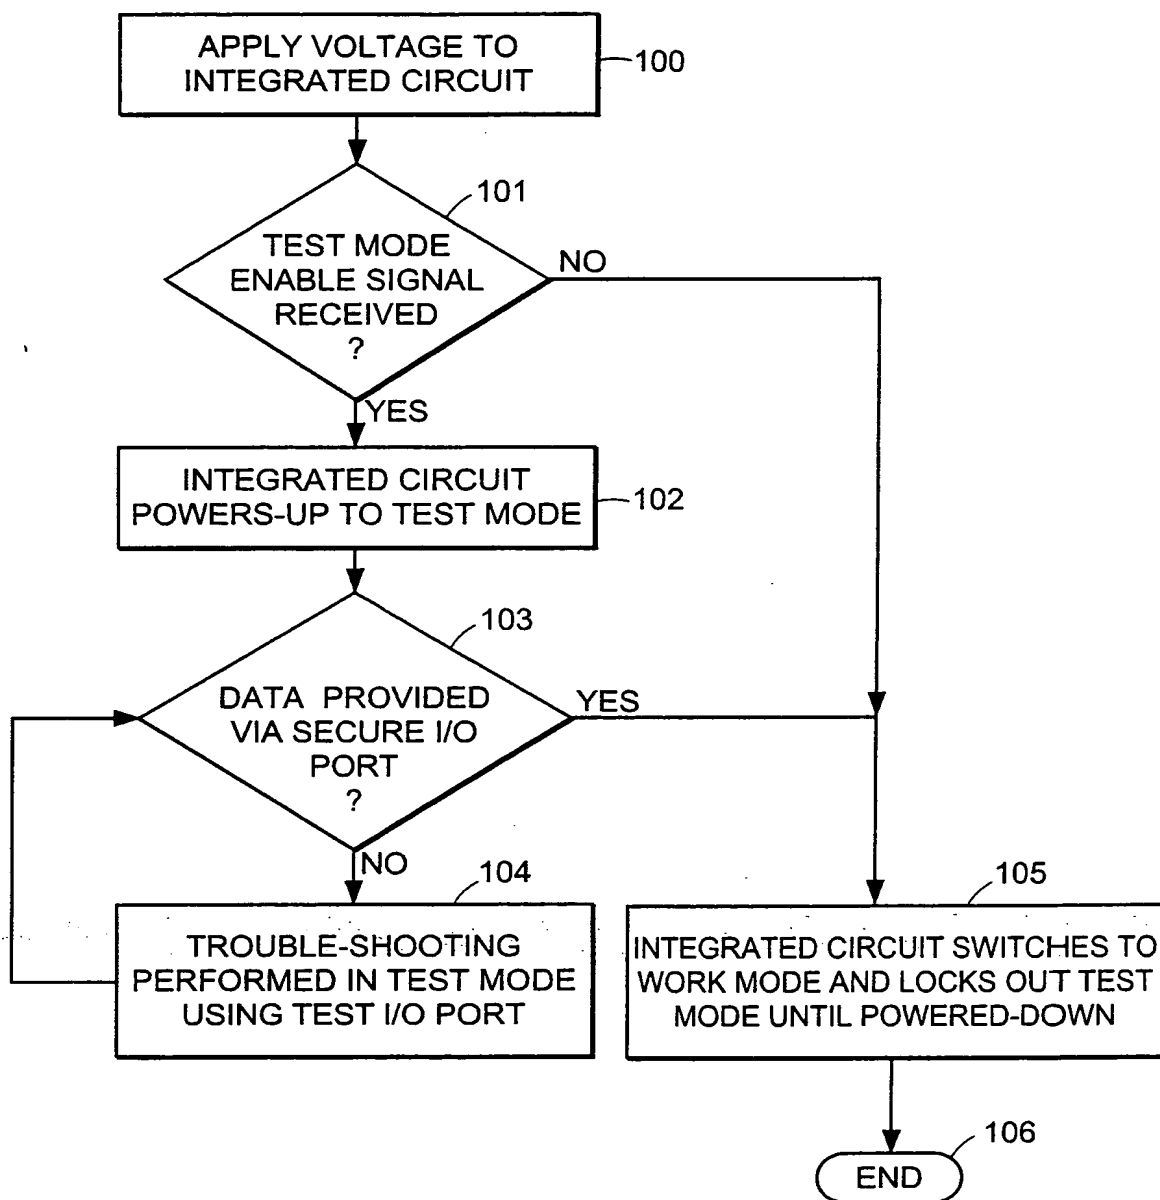 APPLY VOLTAGE TO
INTEGRATED CIRCUIT
100
101
TEST MODE
ENABLE SIGNAL
RECEIVED
?
NO
YES
INTEGRATED CIRCUIT
POWERS-UP TO TEST MODE
102
103
DATA PROVIDED
VIA SECURE I/O
PORT
?
YES
NO
104
TROUBLE-SHOOTING
PERFORMED IN TEST MODE
USING TEST I/O PORT
105
INTEGRATED CIRCUIT SWITCHES TO
WORK MODE AND LOCKS OUT TEST
MODE UNTIL POWERED-DOWN
106
END